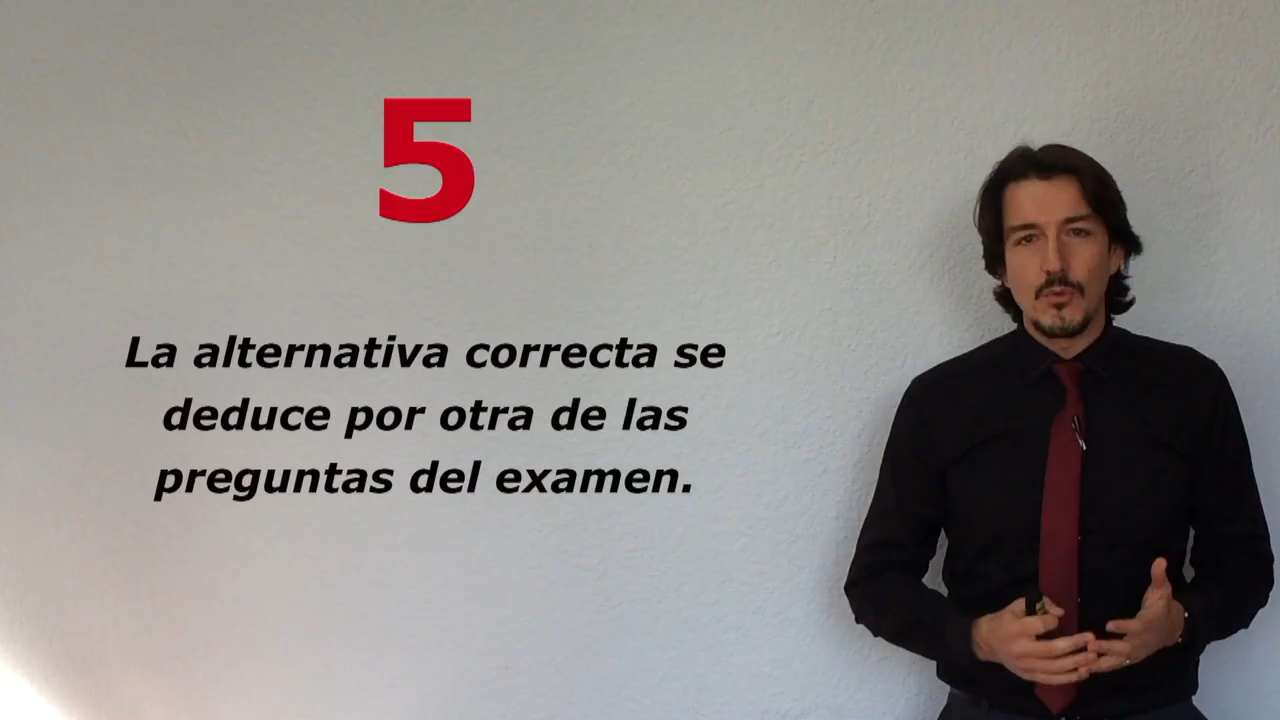 5
La alternativa correcta se
deduce por otra de las
preguntas del examen.